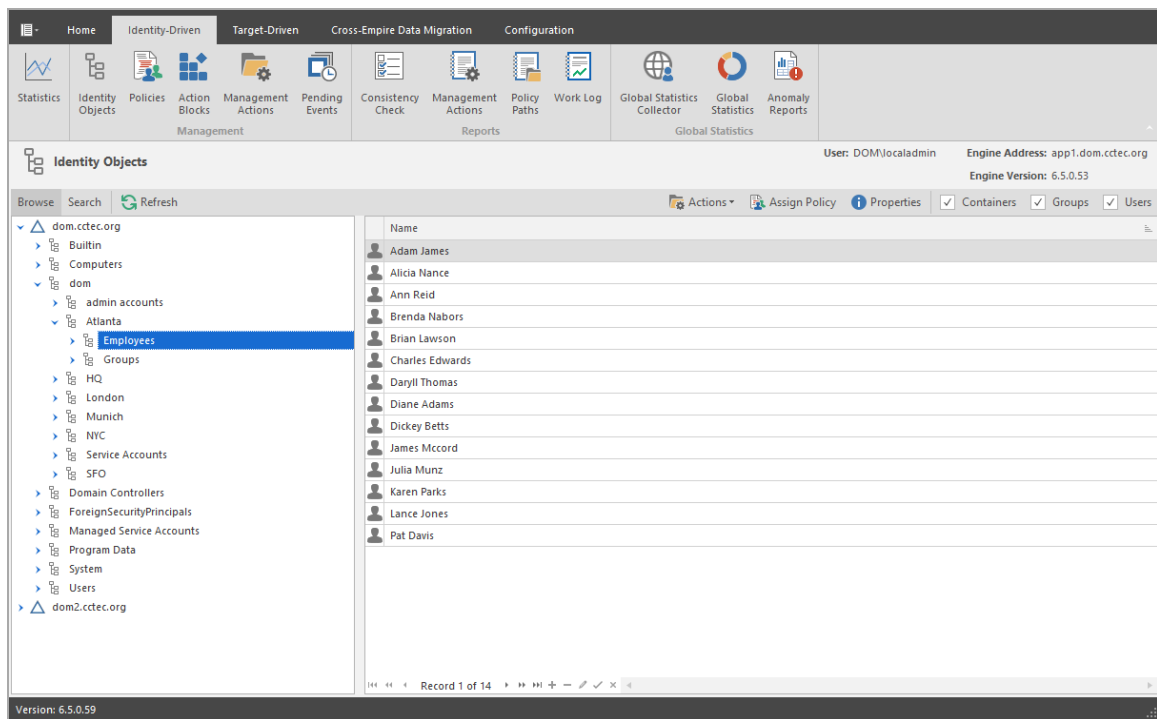 Home Identity-Driven Target-Driven Cross-Empire Data Migration Configuration
Statistics Identity Objects Policies Action Blocks Management Actions Pending Events Consistency Check Management Actions Policy Paths Work Log Global Statistics Collector Global Statistics Anomaly Reports
Management Reports Global Statistics
Identity Objects
User: DOM\localadmin Engine Address: app1.dom.cctec.org
Engine Version: 6.5.0.53
Browse Search Refresh Actions Assign Policy Properties Containers Groups Users
dom.cctec.org
Builtin
Computers
dom
admin accounts
Atlanta
Employees
Groups
HQ
London
Munich
NYC
Service Accounts
SFO
Domain Controllers
ForeignSecurityPrincipals
Managed Service Accounts
Program Data
System
Users
dom2.cctec.org
Name
Adam James
Alicia Nance
Ann Reid
Brenda Nabors
Brian Lawson
Charles Edwards
Daryll Thomas
Diane Adams
Dickey Betts
James Mccord
Julia Munz
Karen Parks
Lance Jones
Pat Davis
Record 1 of 14
Version: 6.5.0.59